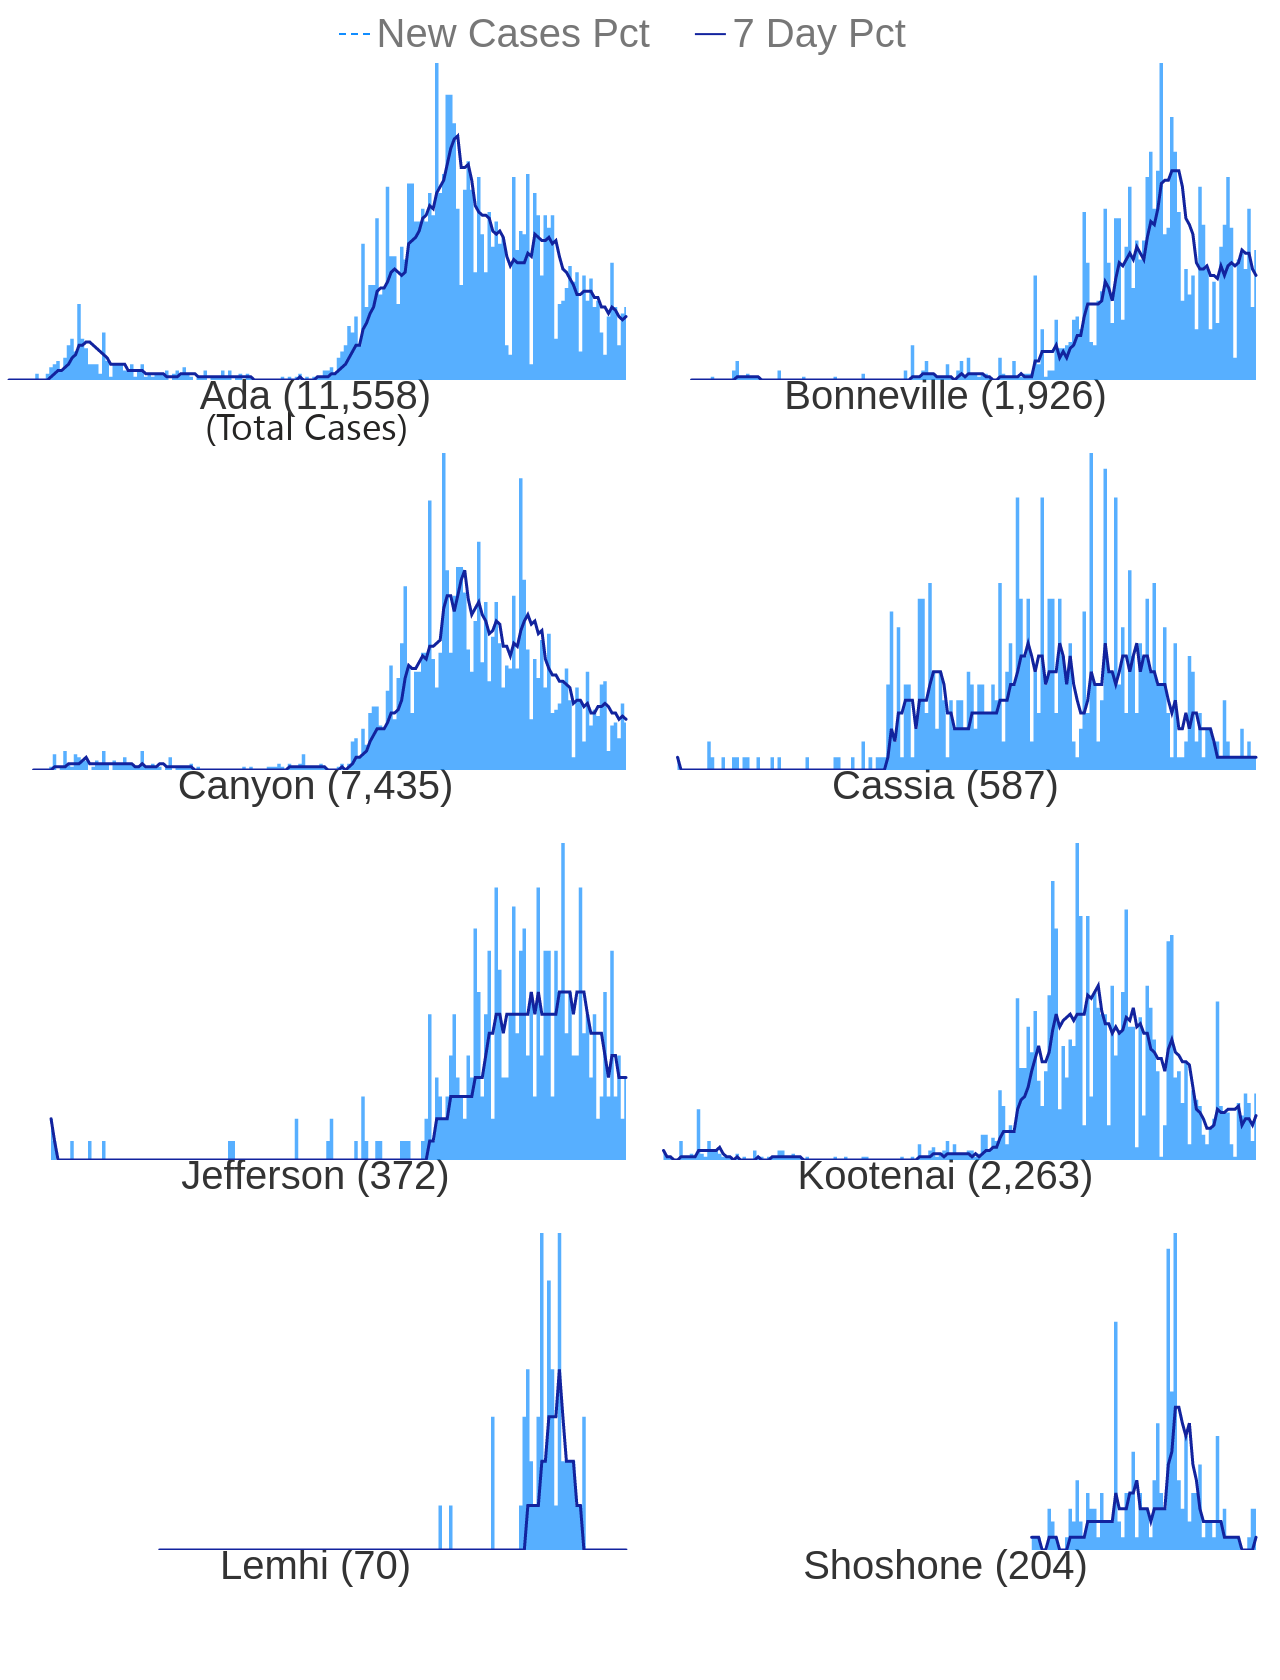 New Cases Pct 7 Day Pct
Ada (11,558)
(Total Cases)
Bonneville (1,926)
Canyon (7,435)
Cassia (587)
Jefferson (372)
Kootenai (2,263)
Lemhi (70)
Shoshone (204)